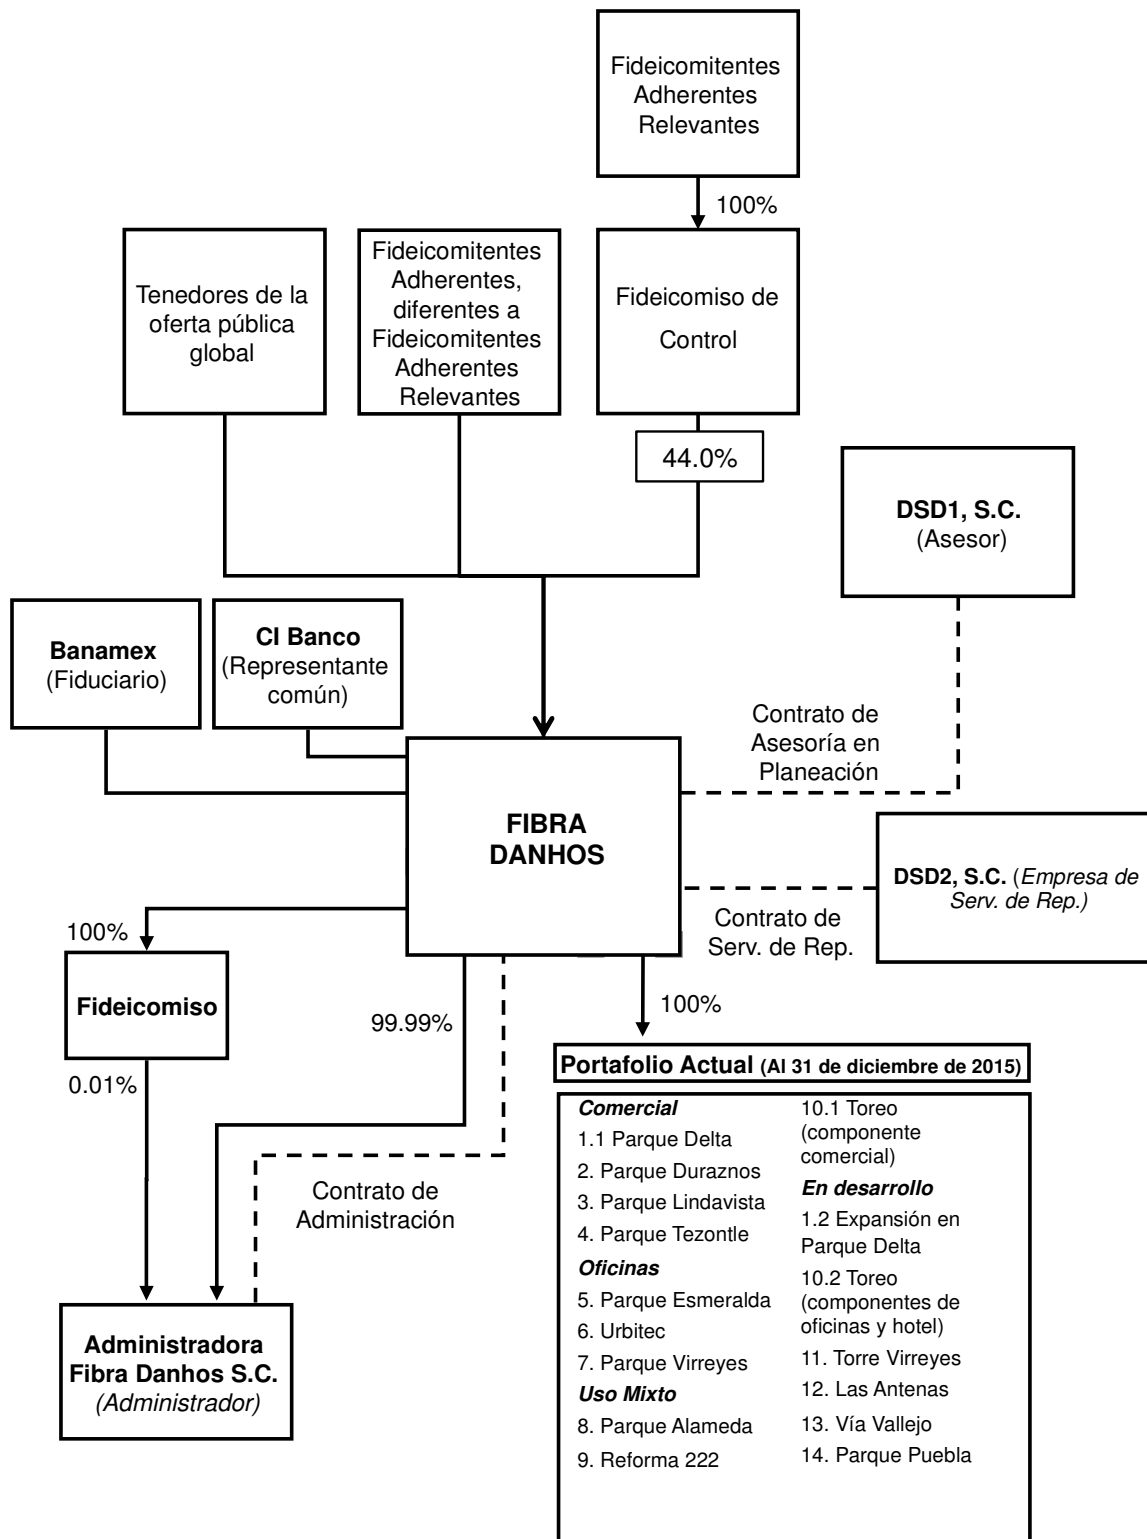 Fideicomitentes
Adherentes
Relevantes
100%
Tenedores de la
oferta pública
global
Fideicomitentes
Adherentes,
diferentes a
Fideicomitentes
Adherentes
Relevantes
Fideicomiso de
Control
44.0%
DSD1, S.C.
(Asesor)
Banamex
(Fiduciario)
CI Banco
(Representante
común)
Contrato de
Asesoría en
Planeación
FIBRA
DANHOS
DSD2, S.C. (Empresa de
Serv. de Rep.)
Contrato de
Serv. de Rep.
100%
Fideicomiso
0.01%
99.99%
100%
Contrato de
Administración
Administradora
Fibra Danhos S.C.
(Administrador)
Portafolio Actual (Al 31 de diciembre de 2015)
Comercial
1.1 Parque Delta
2. Parque Duraznos
3. Parque Lindavista
4. Parque Tezontle
Oficinas
5. Parque Esmeralda
6. Urbitec
7. Parque Virreyes
Uso Mixto
8. Parque Alameda
9. Reforma 222
10.1 Toreo
(componente
comercial)
En desarrollo
1.2 Expansión en
Parque Delta
10.2 Toreo
(componentes de
oficinas y hotel)
11. Torre Virreyes
12. Las Antenas
13. Vía Vallejo
14. Parque Puebla